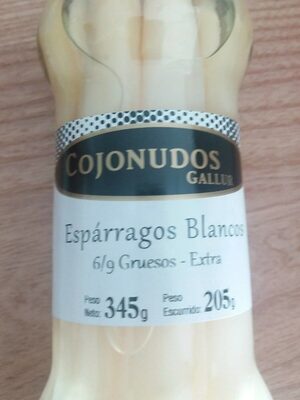 COJONUDOS
GALLUR
Espárragos Blancos
6/9 Gruesos - Extra
Peso Neto: 345g Peso Escurrido: 205g